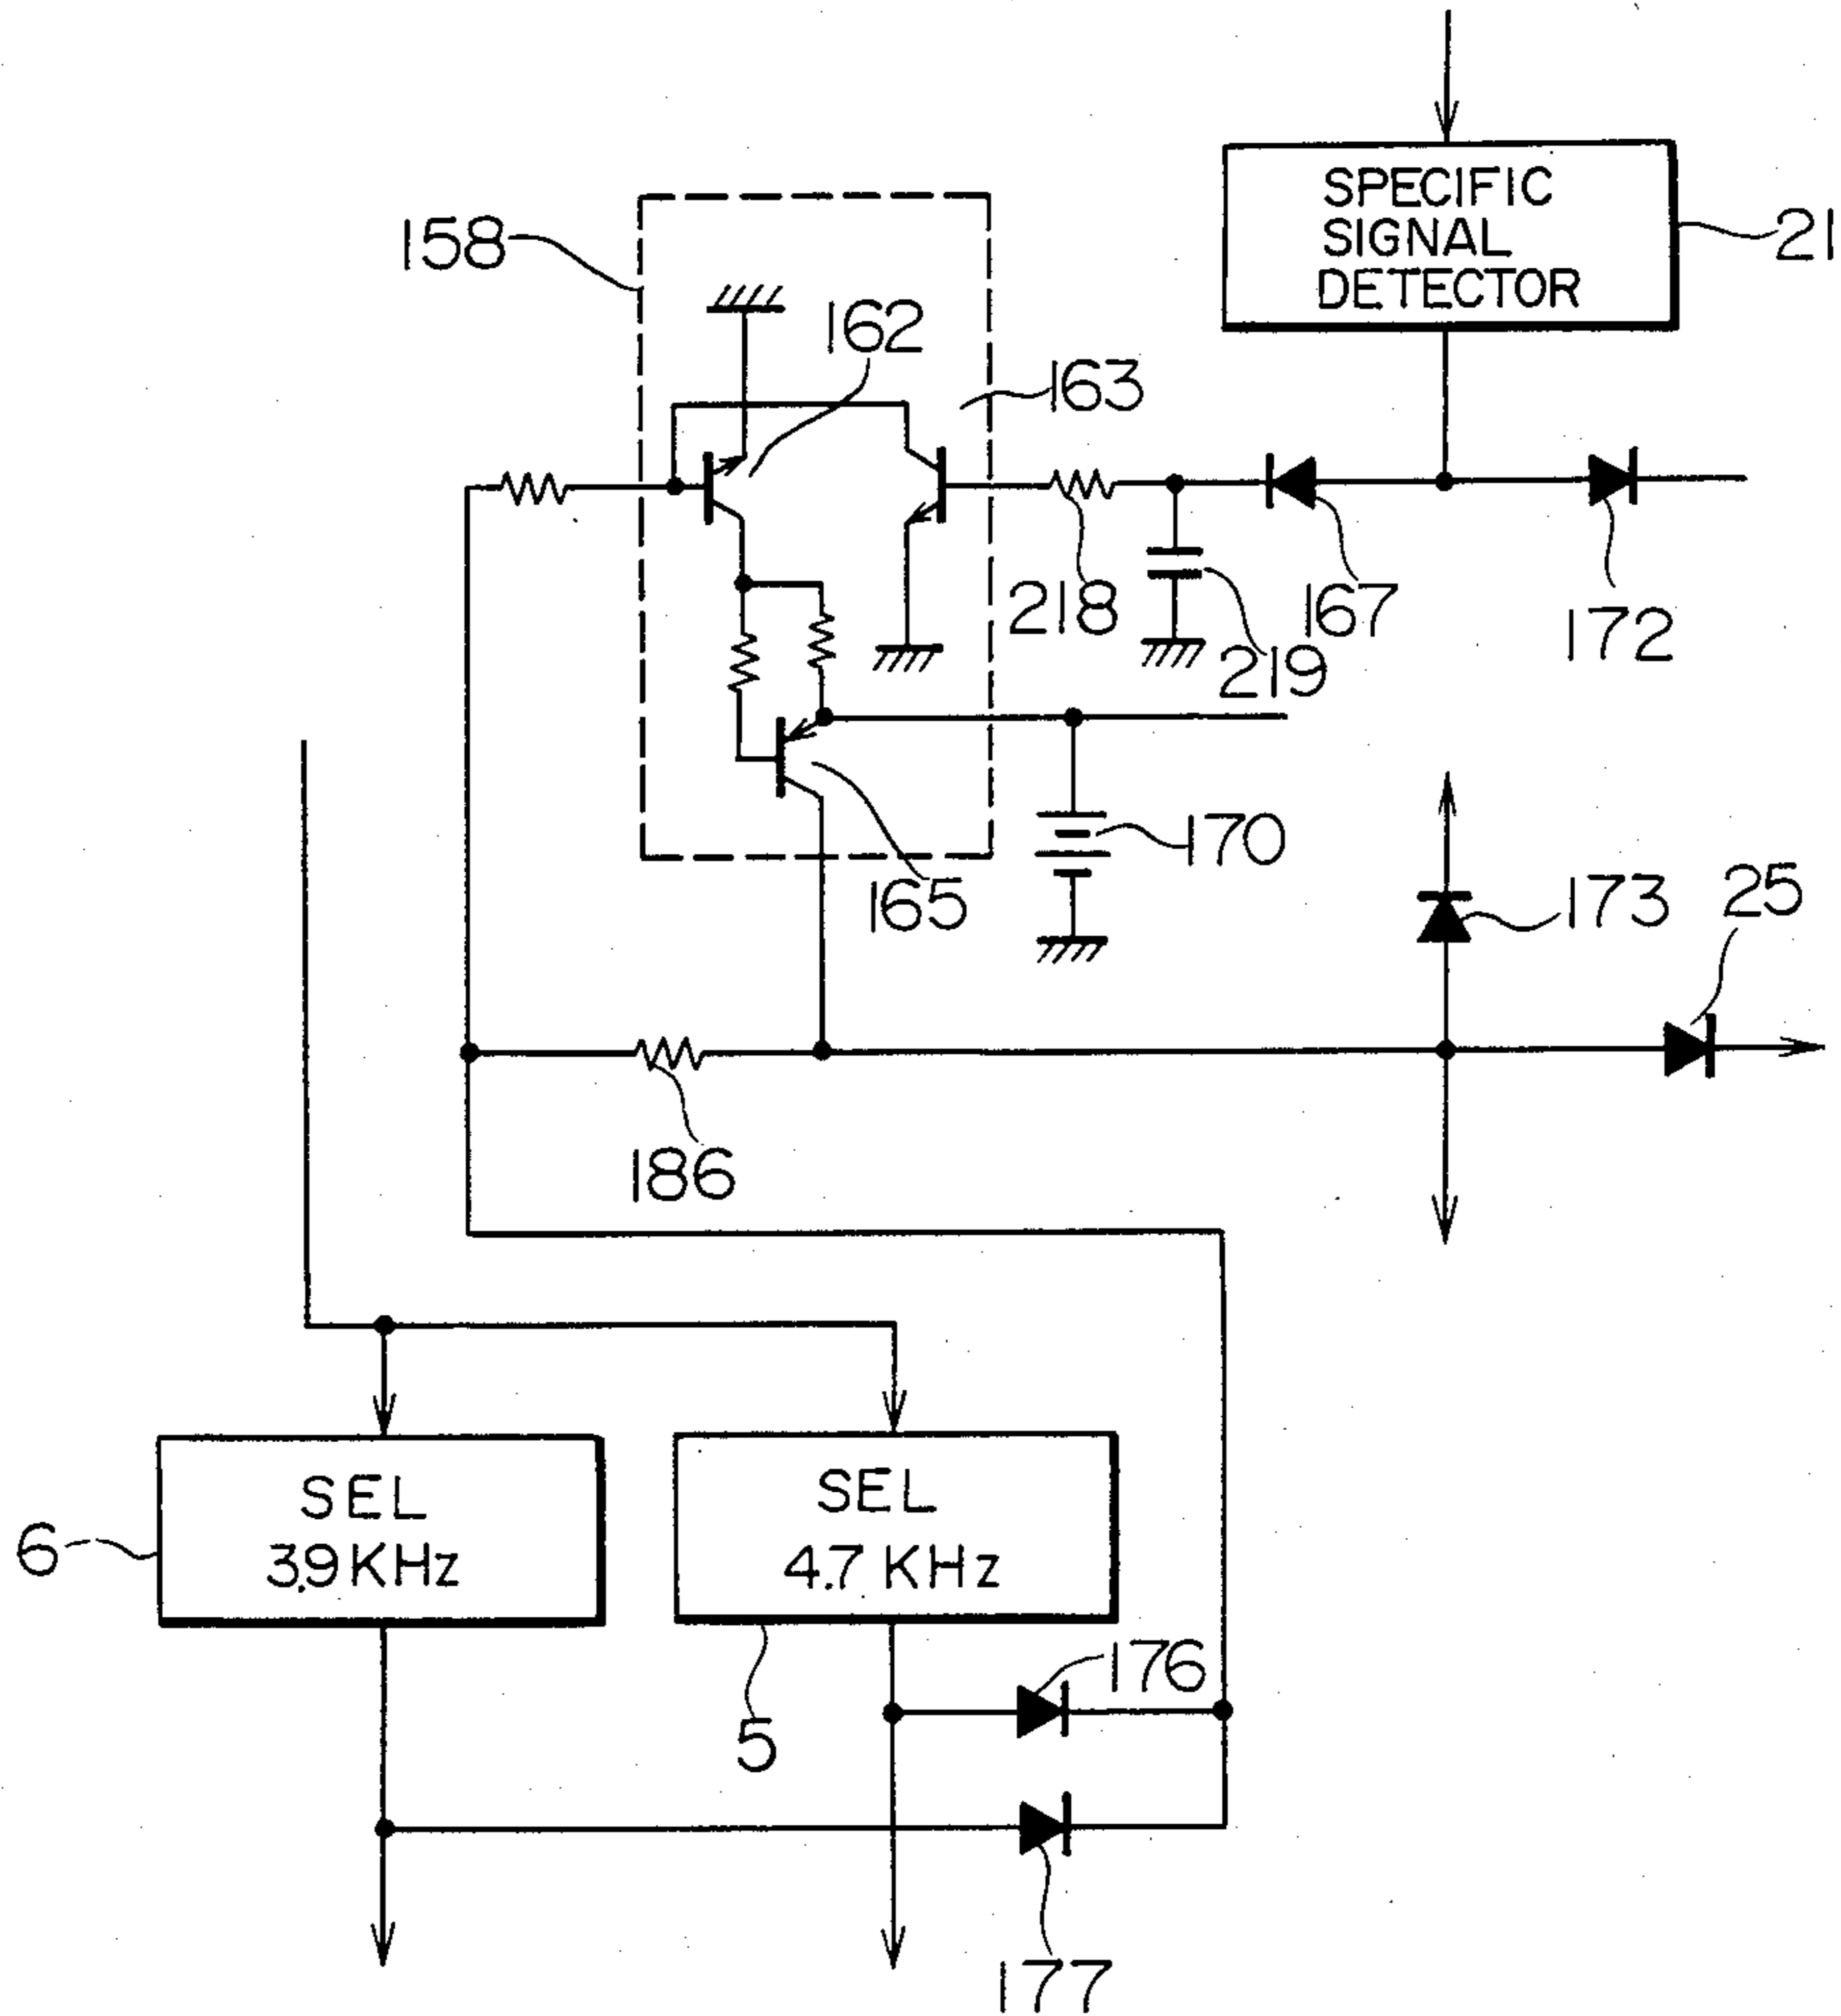 SPECIFIC
SIGNAL
DETECTOR
21
158
162
163
218
219
167
172
170
165
173
25
186
SEL
3.9 KHz
6
SEL
4.7 KHz
5
176
177